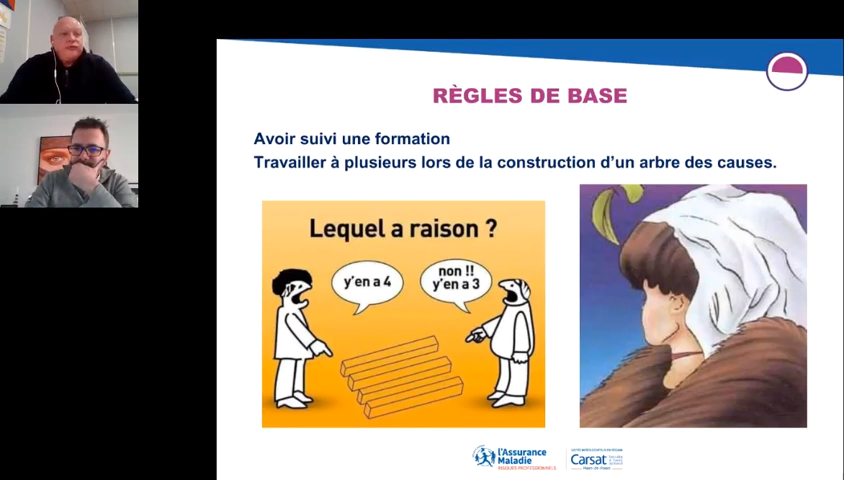 RÈGLES DE BASE
Avoir suivi une formation
Travailler à plusieurs lors de la construction d'un arbre des causes.
Lequel a raison ?
y'en a 4
non !!
y'en a 3
l'Assurance
Maladie
RISQUES PROFESSIONNELS
Carsat